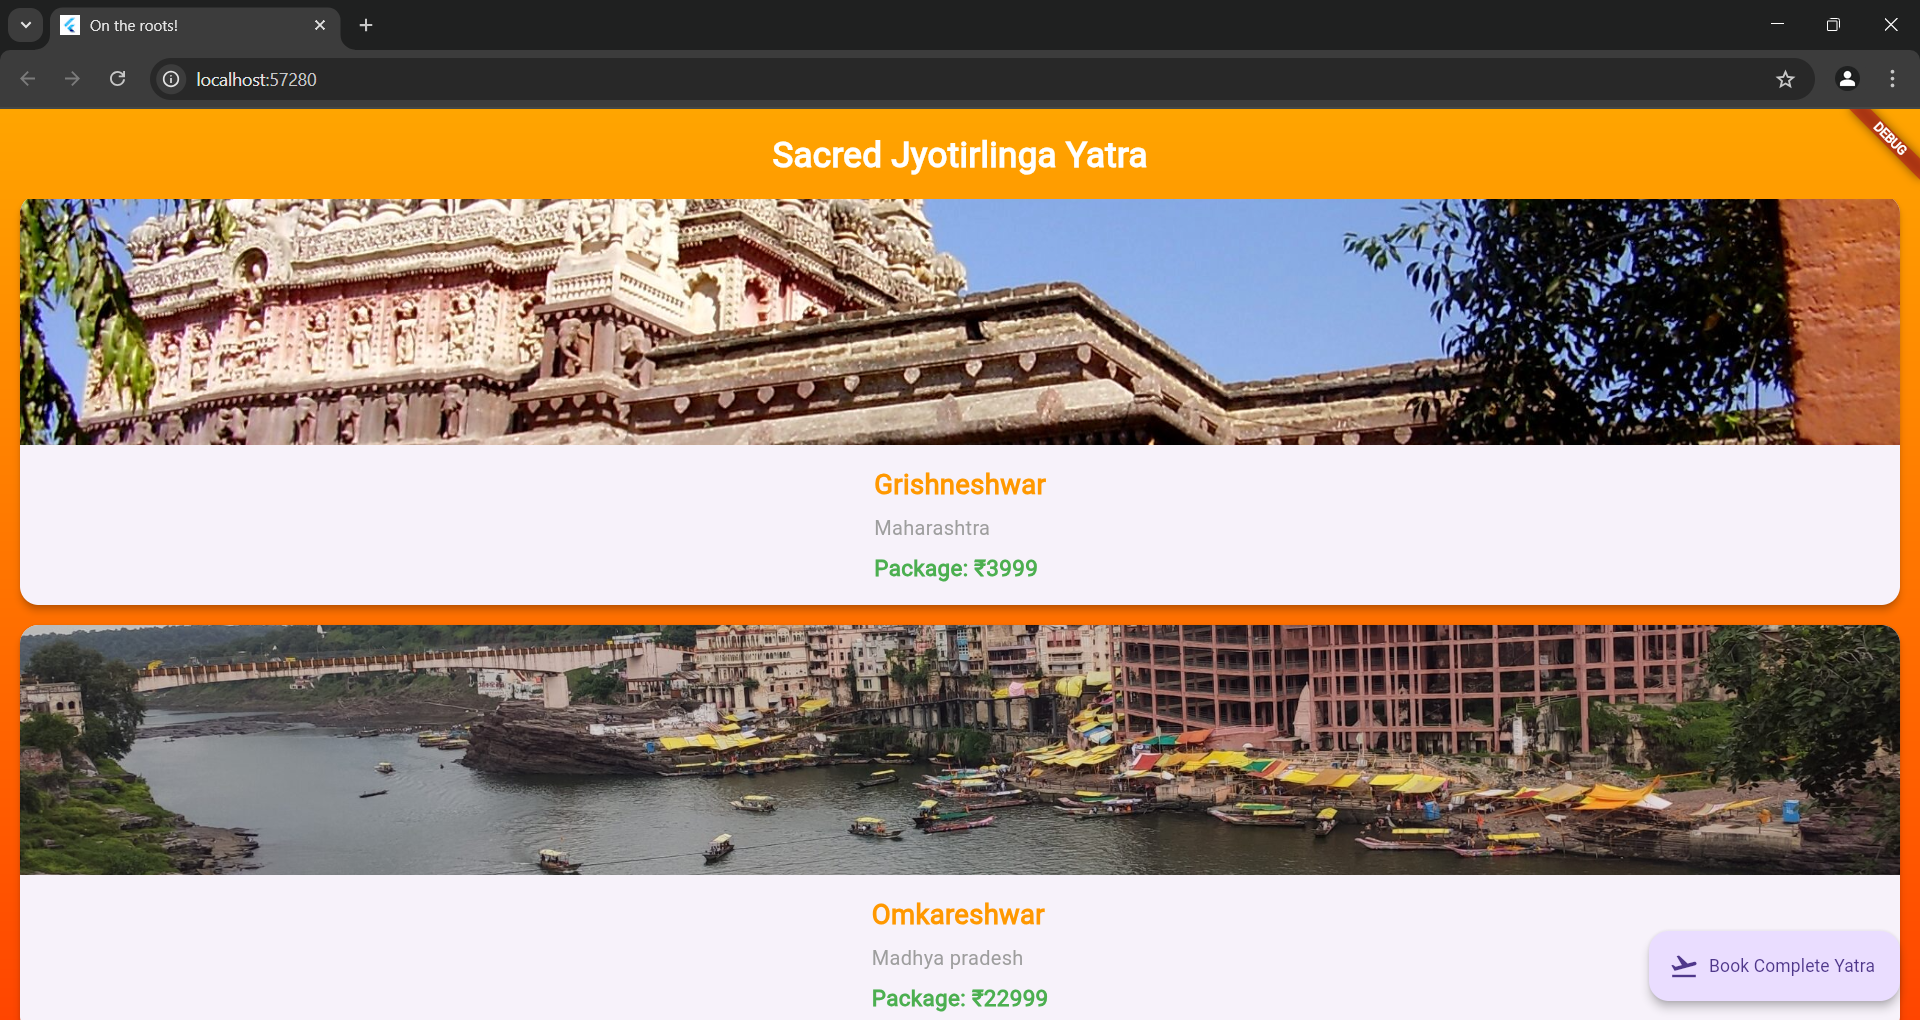 On the roots!
localhost:57280
DEBUG
Sacred Jyotirlinga Yatra
Grishneshwar
Maharashtra
Package: ₹3999
Omkareshwar
Madhya pradesh
Package: ₹22999
Book Complete Yatra